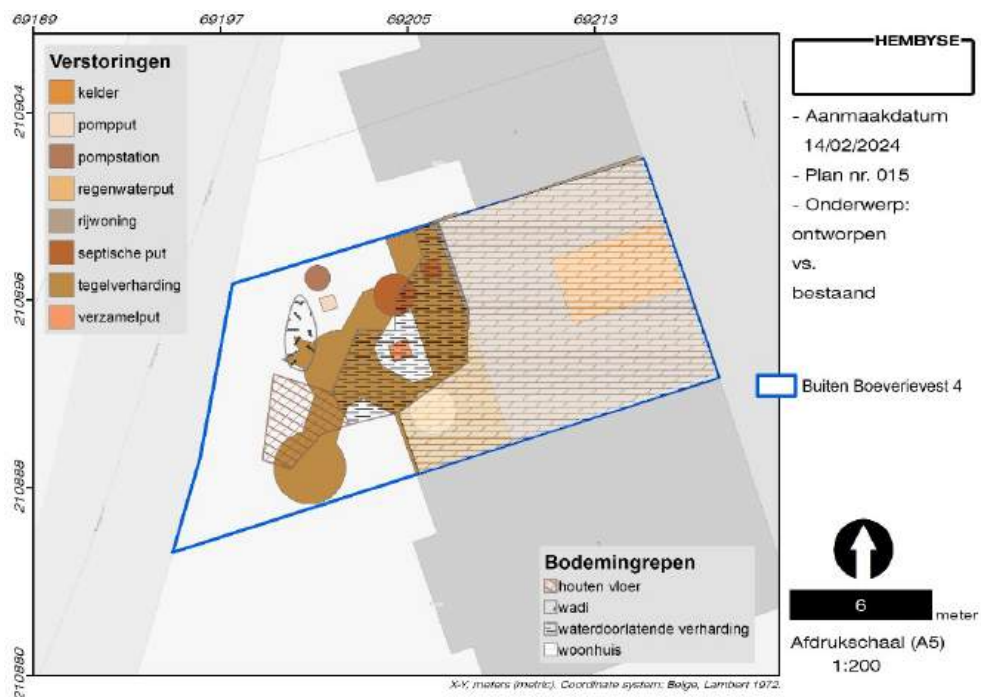 69189 69197 69205 69213
210904
210896
210888
210880
Verstoringen
kelder
pompput
pompstation
regenwaterput
rijwoning
septische put
tegelverharding
verzamelput
Bodemingrepen
houten vloer
wadi
waterdoorlatende verharding
woonhuis
X-Y, meters (metric). Coordinate system: Belge, Lambert 1972.
HEMBYSE
- Aanmaakdatum
14/02/2024
- Plan nr. 015
- Onderwerp:
ontworpen
vs.
bestaand
Buiten Boeverievest 4
6 meter
Afdrukschaal (A5)
1:200